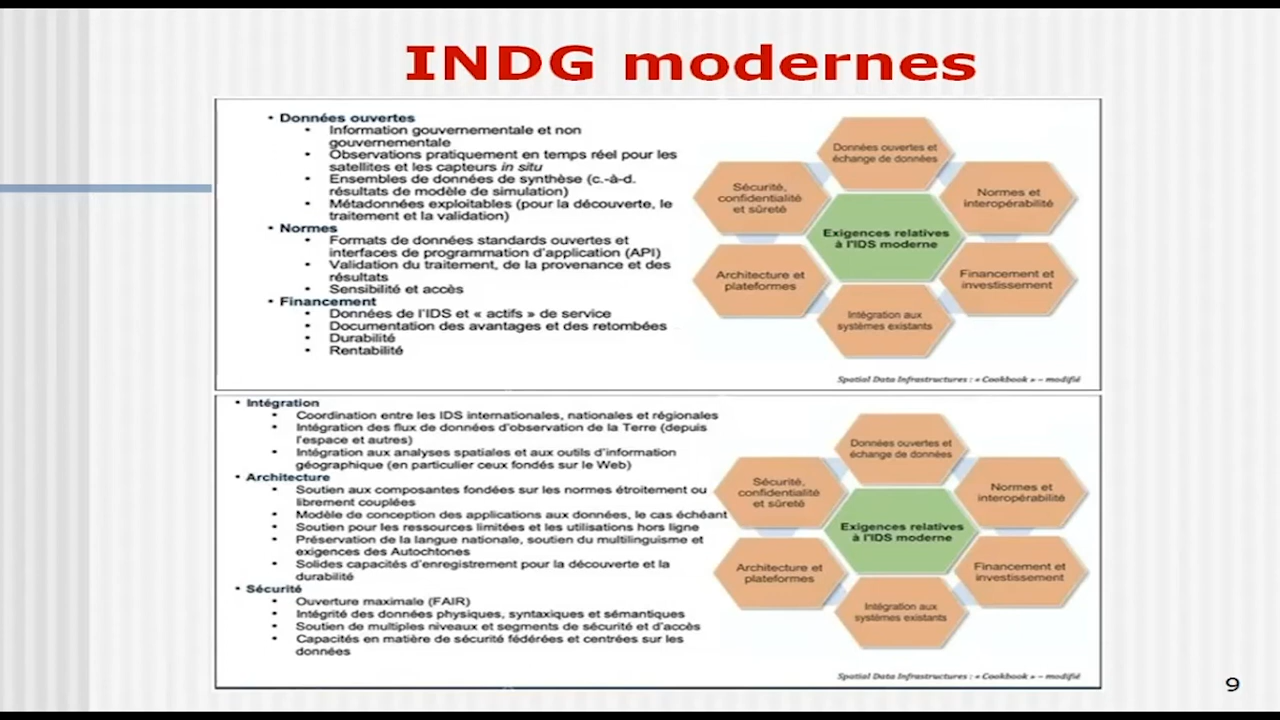 INDG modernes
• Données ouvertes
• Information gouvernementale et non
gouvernementale
• Observations pratiquement en temps réel pour les
satellites et les capteurs in situ
• Ensembles de données de synthèse (c.-à-d.
résultats de modèle de simulation)
• Métadonnées exploitables (pour la découverte, le
traitement et la validation)
• Normes
• Formats de données standards ouvertes et
interfaces de programmation d'application (API)
• Validation du traitement, de la provenance et des
résultats
• Sensibilité et accès
• Financement
• Données de l'IDS et « actifs » de service
• Documentation des avantages et des retombées
• Durabilité
• Rentabilité
Données ouvertes et
échange de données
Sécurité,
confidentialité
et sûreté
Normes et
interopérabilité
Exigences relatives
à l'IDS moderne
Architecture et
plateformes
Financement et
investissement
Intégration aux
systèmes existants
Spatial Data Infrastructures : « Cookbook » – modifié
• Intégration
• Coordination entre les IDS internationales, nationales et régionales
• Intégration des flux de données d'observation de la Terre (depuis
l'espace et autres)
• Intégration aux analyses spatiales et aux outils d'information
géographique (en particulier ceux fondés sur le Web)
• Architecture
• Soutien aux composantes fondées sur les normes étroitement ou
librement couplées
• Modèle de conception des applications aux données, le cas échéant
• Soutien pour les ressources limitées et les utilisations hors ligne
• Préservation de la langue nationale, soutien du multilinguisme et
exigences des Autochtones
• Solides capacités d'enregistrement pour la découverte et la
durabilité
• Sécurité
• Ouverture maximale (FAIR)
• Intégrité des données physiques, syntaxiques et sémantiques
• Soutien de multiples niveaux et segments de sécurité et d'accès
• Capacités en matière de sécurité fédérées et centrées sur les
données
Données ouvertes et
échange de données
Sécurité,
confidentialité
et sûreté
Normes et
interopérabilité
Exigences relatives
à l'IDS moderne
Architecture et
plateformes
Financement et
investissement
Intégration aux
systèmes existants
Spatial Data Infrastructures : « Cookbook » – modifié
9